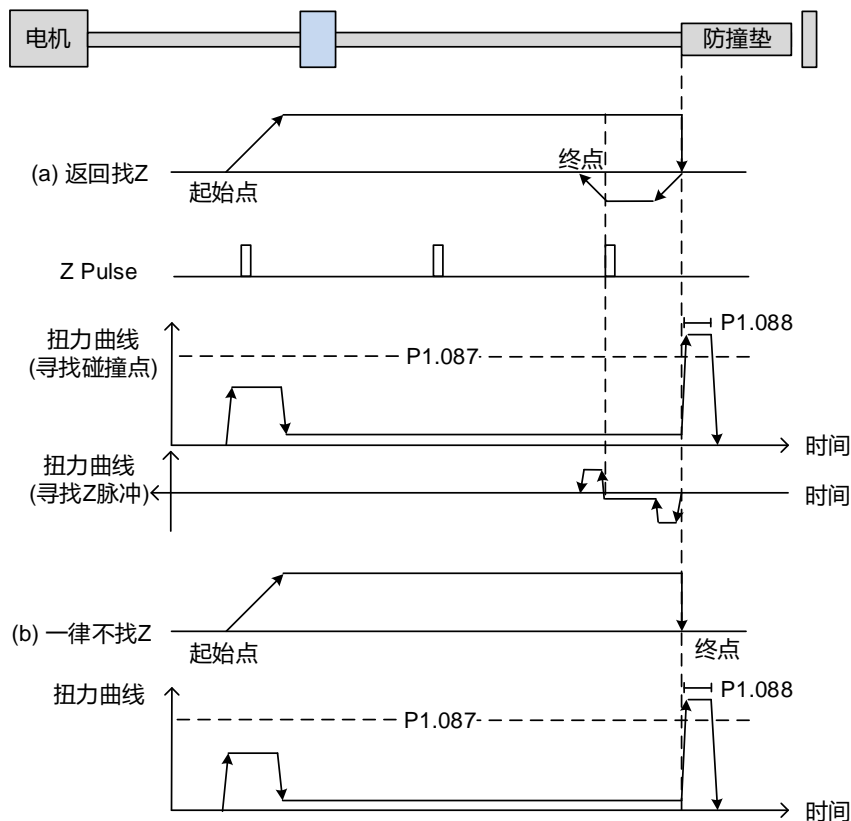 电机
防撞垫
(a) 返回找Z
起始点
终点
Z Pulse
扭力曲线
(寻找碰撞点)
P1.087
P1.088
时间
扭力曲线
(寻找Z脉冲)
时间
(b) 一律不找Z
起始点
终点
扭力曲线
P1.087
P1.088
时间